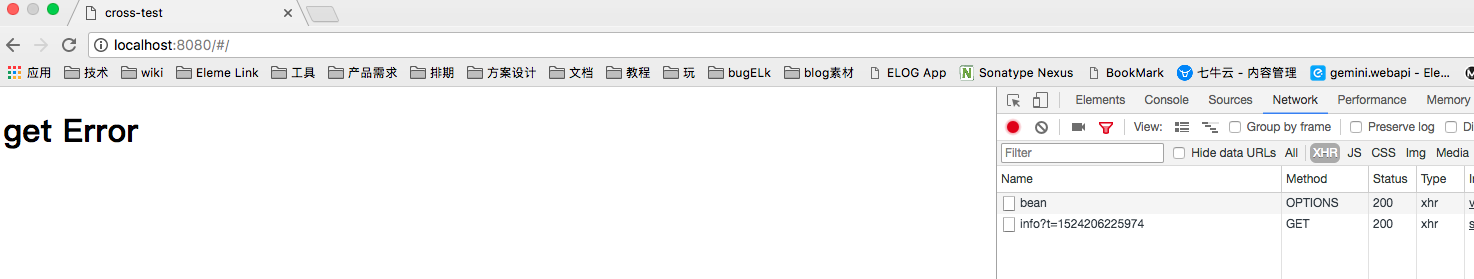 cross-test
localhost:8080/#/
应用 技术 wiki Eleme Link 工具 产品需求 排期 方案设计 文档 教程 玩 bugELk blog素材 ELOG App Sonatype Nexus BookMark 七牛云 - 内容管理 gemini.webapi - Ele...
get Error
Elements Console Sources Network Performance Memory
View: Group by frame Preserve log Di
Filter Hide data URLs All XHR JS CSS Img Media
Name Method Status Type
bean OPTIONS 200 xhr
info?t=1524206225974 GET 200 xhr